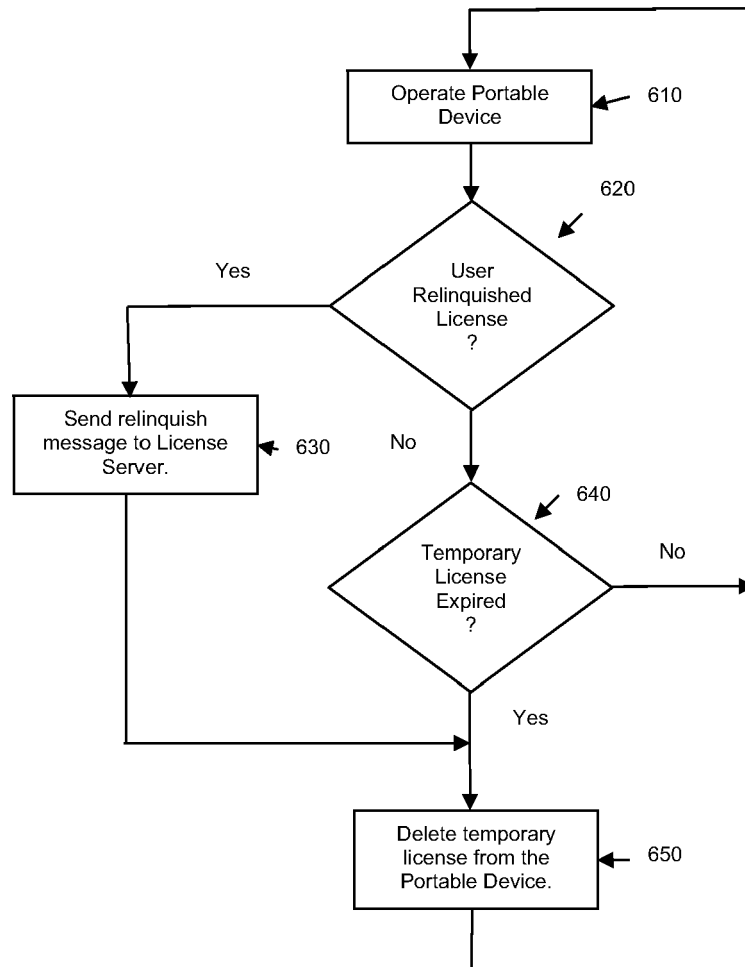 Operate Portable
Device
610
620
Yes
User
Relinquished
License
?
Send relinquish
message to License
Server.
630
No
640
Temporary
License
Expired
?
No
Yes
Delete temporary
license from the
Portable Device.
650